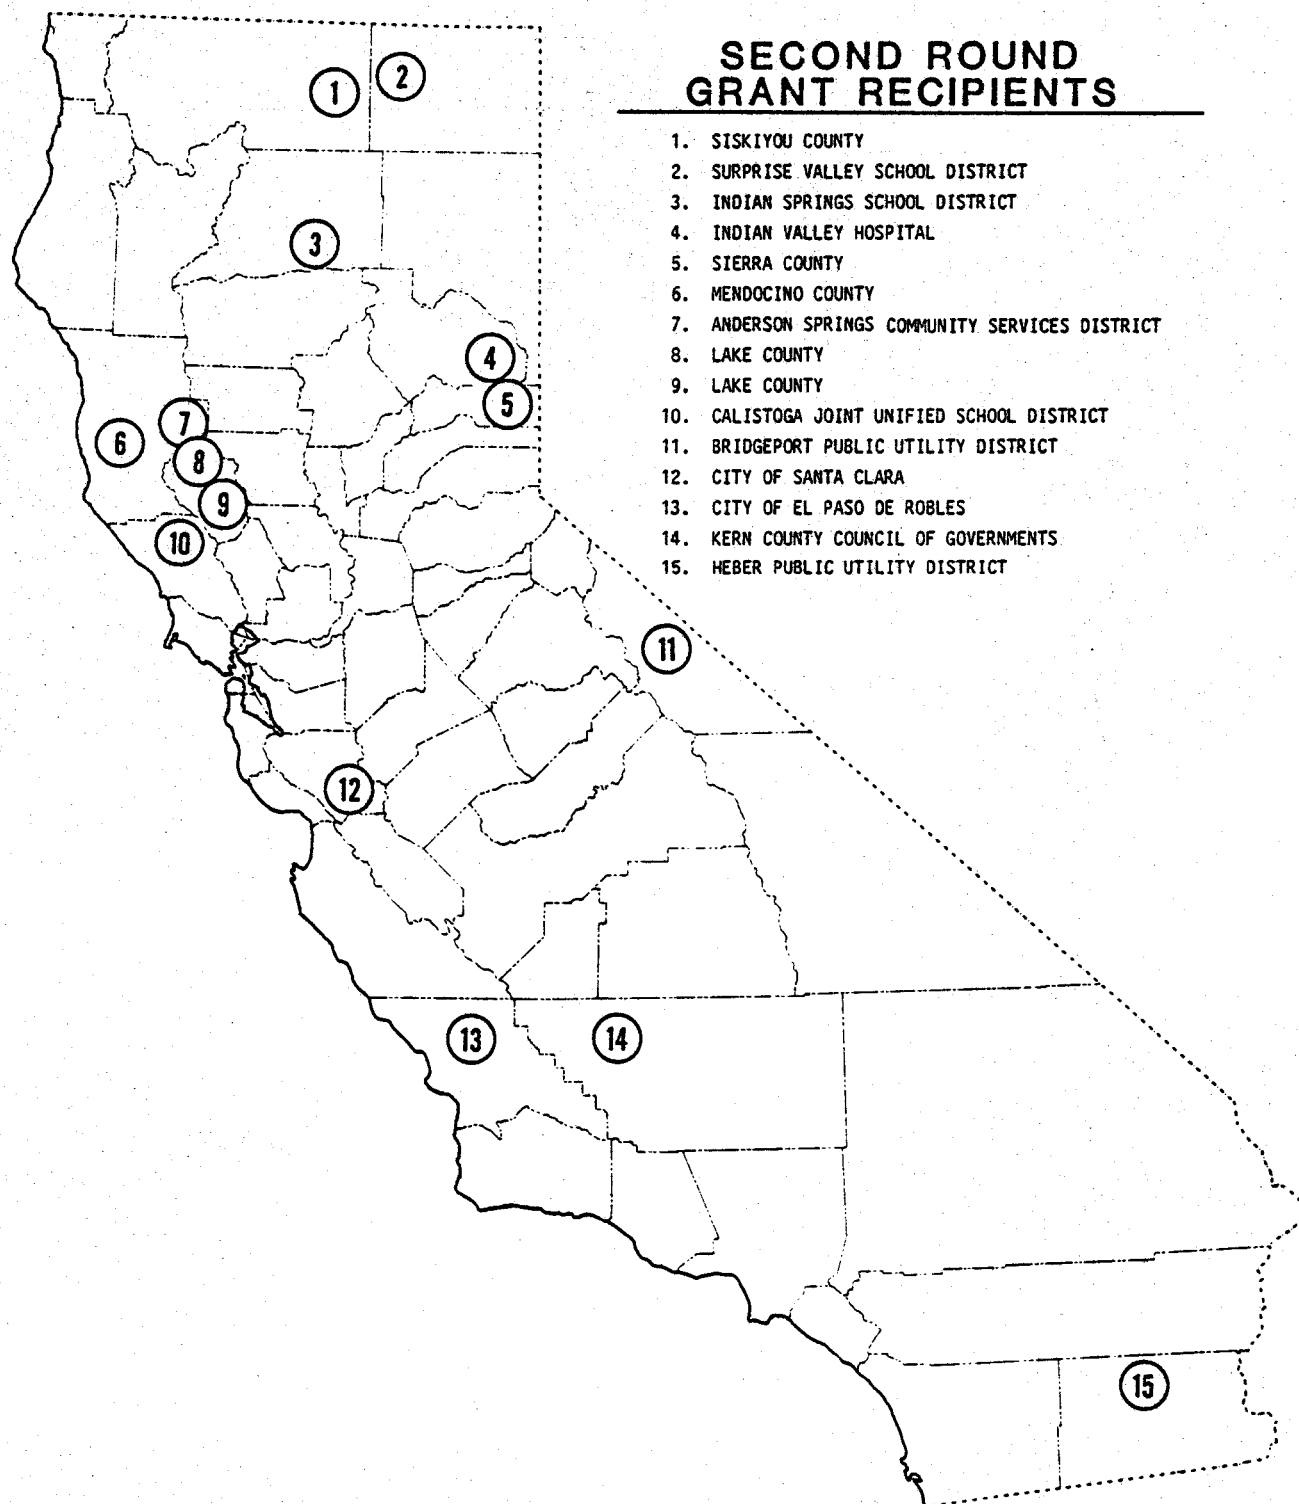 SECOND ROUND
GRANT RECIPIENTS
1. SISKIYOU COUNTY
2. SURPRISE VALLEY SCHOOL DISTRICT
3. INDIAN SPRINGS SCHOOL DISTRICT
4. INDIAN VALLEY HOSPITAL
5. SIERRA COUNTY
6. MENDOCINO COUNTY
7. ANDERSON SPRINGS COMMUNITY SERVICES DISTRICT
8. LAKE COUNTY
9. LAKE COUNTY
10. CALISTOGA JOINT UNIFIED SCHOOL DISTRICT
11. BRIDGEPORT PUBLIC UTILITY DISTRICT
12. CITY OF SANTA CLARA
13. CITY OF EL PASO DE ROBLES
14. KERN COUNTY COUNCIL OF GOVERNMENTS
15. HEBER PUBLIC UTILITY DISTRICT
1
2
3
4
5
6
7
8
9
10
11
12
13
14
15